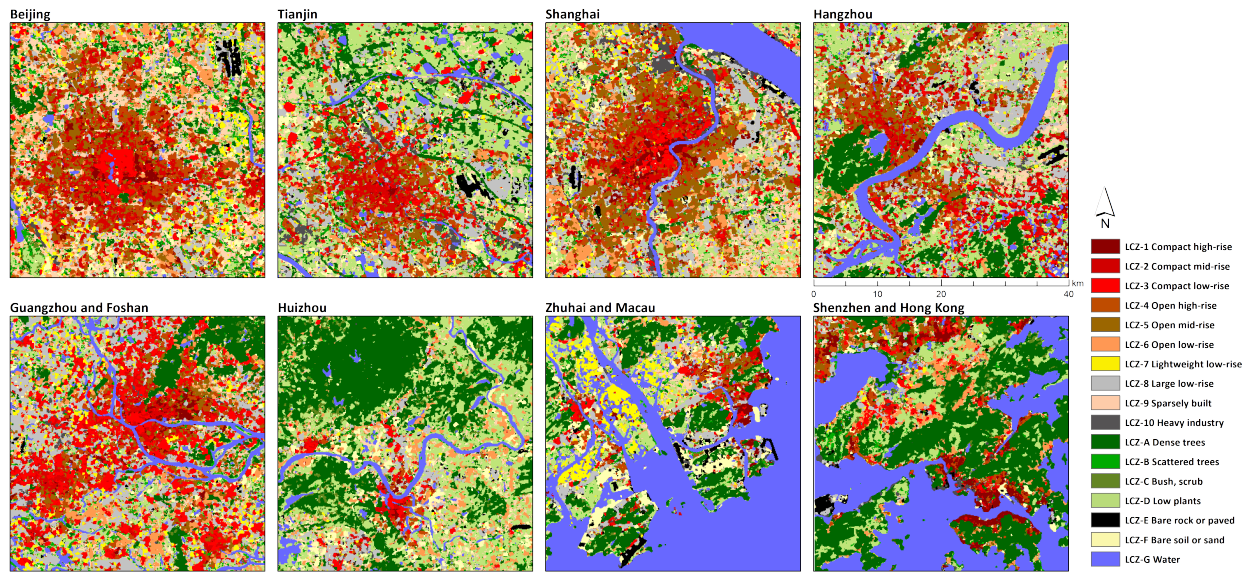 Beijing
Tianjin
Shanghai
Hangzhou
N
LCZ-1 Compact high-rise
LCZ-2 Compact mid-rise
LCZ-3 Compact low-rise
LCZ-4 Open high-rise
LCZ-5 Open mid-rise
LCZ-6 Open low-rise
LCZ-7 Lightweight low-rise
LCZ-8 Large low-rise
LCZ-9 Sparsely built
LCZ-10 Heavy industry
LCZ-A Dense trees
LCZ-B Scattered trees
LCZ-C Bush, scrub
LCZ-D Low plants
LCZ-E Bare rock or paved
LCZ-F Bare soil or sand
LCZ-G Water
km
0 10 20 40
Guangzhou and Foshan
Huizhou
Zhuhai and Macau
Shenzhen and Hong Kong